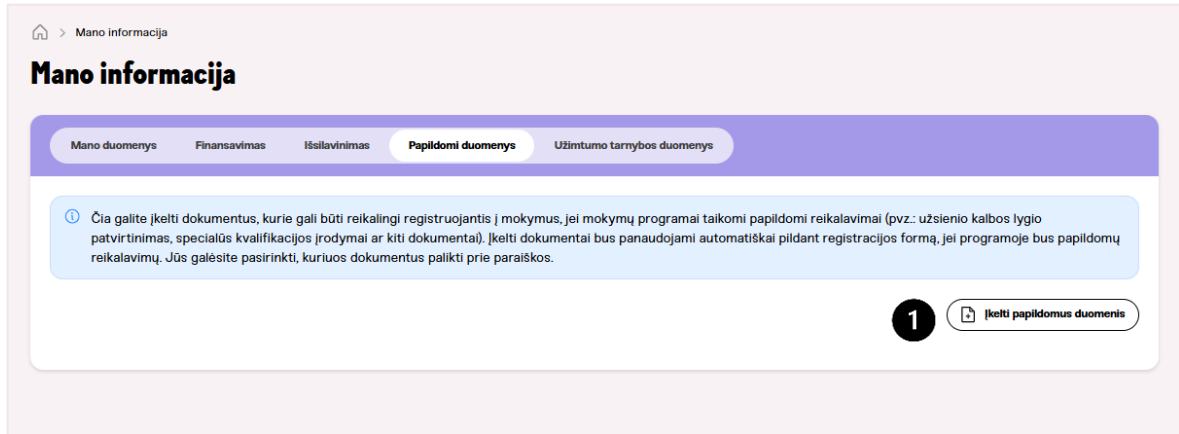 Mano informacija
Mano informacija
Mano duomenys Finansavimas Išsilavinimas Papildomi duomenys Užimtumo tarnybos duomenys
Čia galite įkelti dokumentus, kurie gali būti reikalingi registruojantis į mokymus, jei mokymų programai taikomi papildomi reikalavimai (pvz.: užsienio kalbos lygio
patvirtinimas, specialūs kvalifikacijos įrodymai ar kiti dokumentai). Įkelti dokumentai bus panaudojami automatiškai pildant registracijos formą, jei programoje bus papildomų
reikalavimų. Jūs galėsite pasirinkti, kuriuos dokumentus palikti prie paraiškos.
1 Įkelti papildomus duomenis